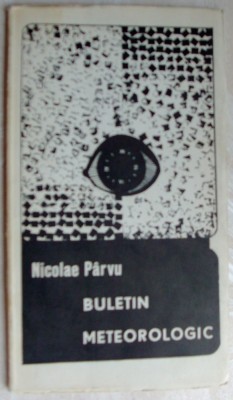 Nicolae Pârvu
BULETIN
METEOROLOGIC